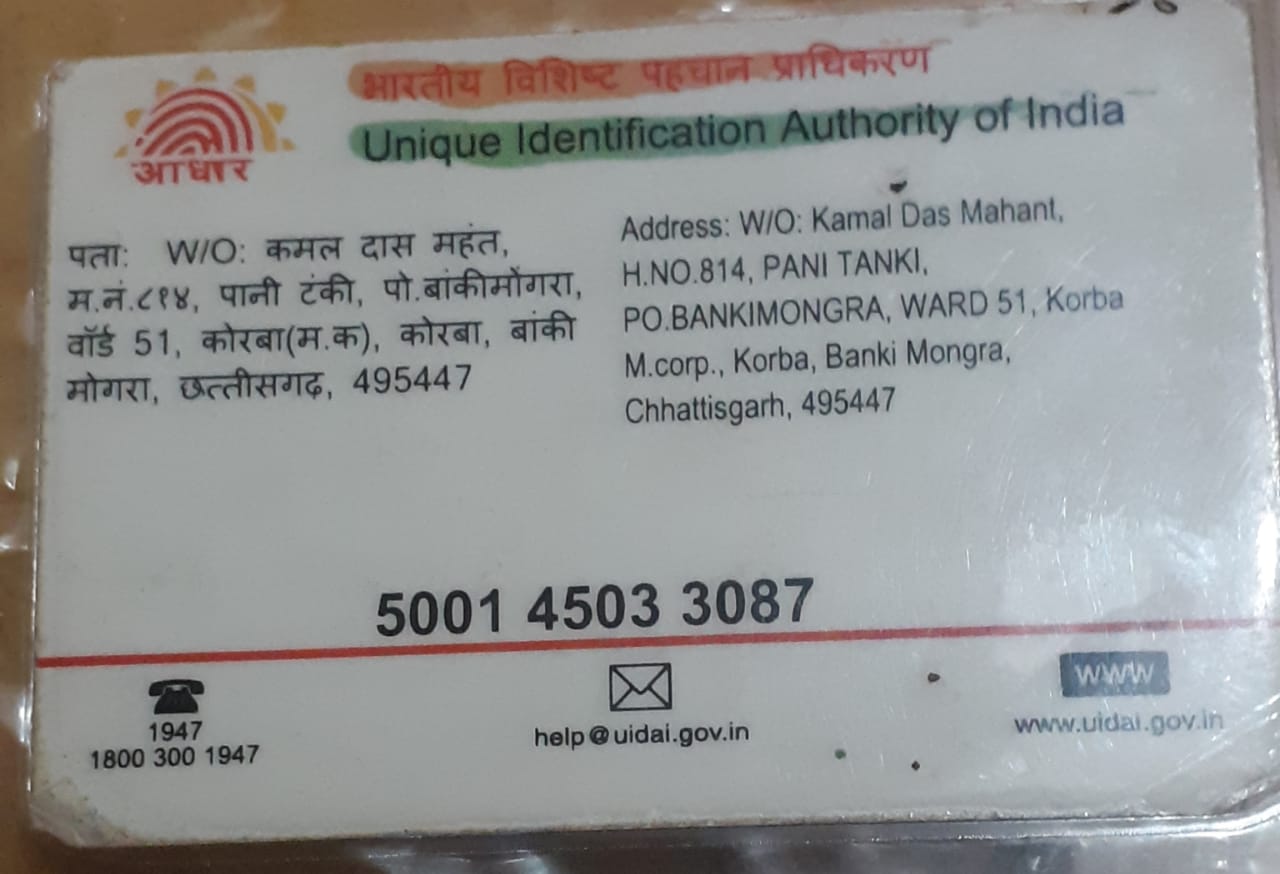 भारतीय विशिष्ट पहचान प्राधिकरण
Unique Identification Authority of India
आधार
पता: W/O: कमल दास महंत,
म.नं.८१४, पानी टंकी, पो.बांकीमोंगरा,
वॉर्ड 51, कोरबा(म.क), कोरबा, बांकी
मोगरा, छत्तीसगढ़, 495447
Address: W/O: Kamal Das Mahant,
H.NO.814, PANI TANKI,
PO.BANKIMONGRA, WARD 51, Korba
M.corp., Korba, Banki Mongra,
Chhattisgarh, 495447
5001 4503 3087
1947
1800 300 1947
help@uidai.gov.in
www
www.uidai.gov.in